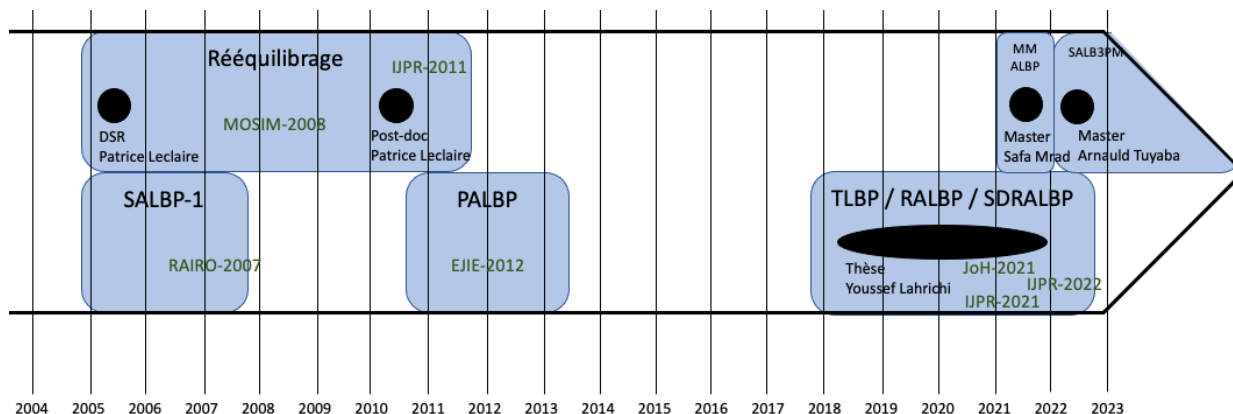 Rééquilibrage
IJPR-2011
MOSIM-2008
DSR
Patrice Leclaire
Post-doc
Patrice Leclaire
MM
ALBP
Master
Safa Mrad
SALB3PM
Master
Arnauld Tuyaba
SALBP-1
RAIRO-2007
PALBP
EJIE-2012
TLBP / RALBP / SDRALBP
Thèse
Youssef Lahrichi
JoH-2021
IJPR-2022
IJPR-2021
2004 2005 2006 2007 2008 2009 2010 2011 2012 2013 2014 2015 2016 2017 2018 2019 2020 2021 2022 2023